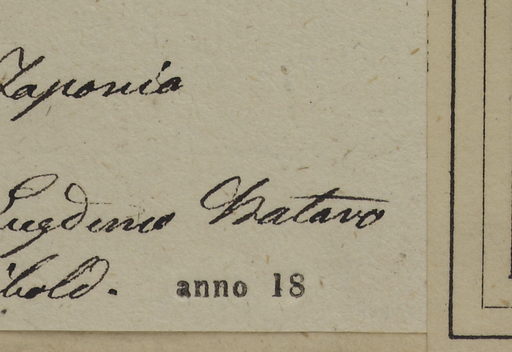 Japonia
Lugduno Batavo
bold. anno 18